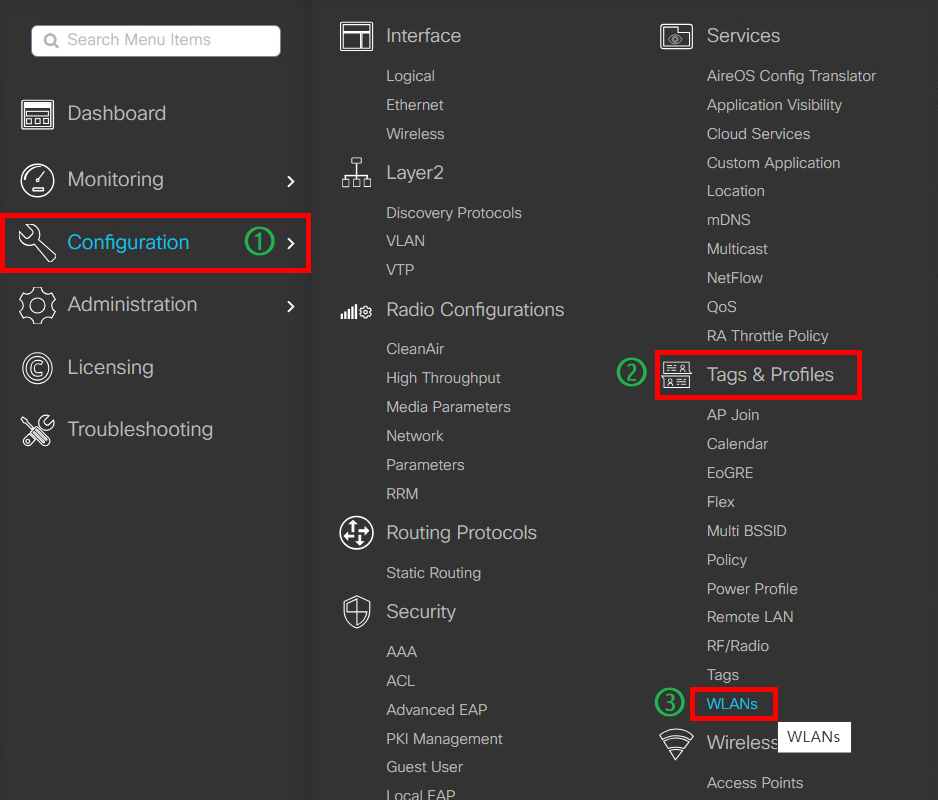 Search Menu Items
Dashboard
Monitoring
Configuration
1
Administration
Licensing
Troubleshooting
Interface
Logical
Ethernet
Wireless
Layer2
Discovery Protocols
VLAN
VTP
Radio Configurations
CleanAir
High Throughput
Media Parameters
Network
Parameters
RRM
Routing Protocols
Static Routing
Security
AAA
ACL
Advanced EAP
PKI Management
Guest User
Local EAP
Services
AireOS Config Translator
Application Visibility
Cloud Services
Custom Application
Location
mDNS
Multicast
NetFlow
QoS
RA Throttle Policy
2
Tags & Profiles
AP Join
Calendar
EoGRE
Flex
Multi BSSID
Policy
Power Profile
Remote LAN
RF/Radio
Tags
3
WLANs
Wireless
WLANs
Access Points